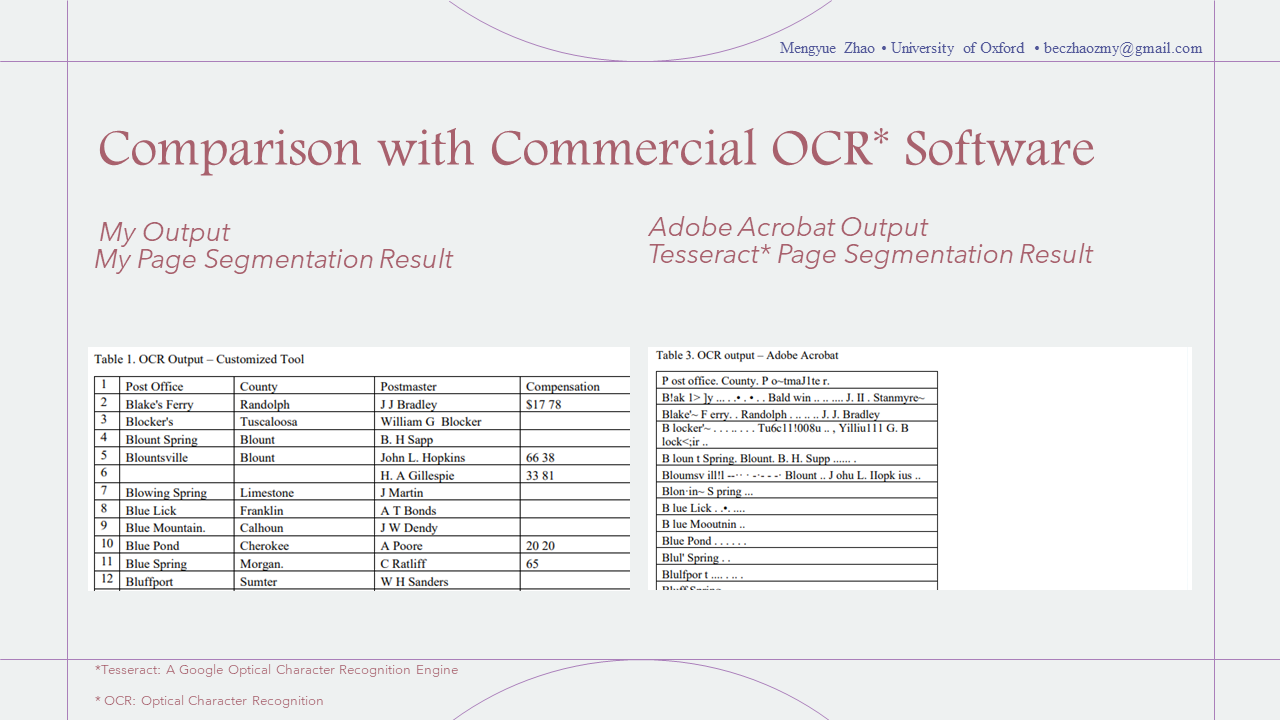 Mengyue Zhao • University of Oxford • beczhaozmy@gmail.com
Comparison with Commercial OCR* Software
My Output
My Page Segmentation Result
Adobe Acrobat Output
Tesseract* Page Segmentation Result
Table 1. OCR Output – Customized Tool
1 Post Office County Postmaster Compensation
2 Blake's Ferry Randolph J J Bradley $17 78
3 Blocker's Tuscaloosa William G Blocker
4 Blount Spring Blount B. H Sapp
5 Blountsville Blount John L. Hopkins 66 38
6 H. A Gillespie 33 81
7 Blowing Spring Limestone J Martin
8 Blue Lick Franklin A T Bonds
9 Blue Mountain. Calhoun J W Dendy
10 Blue Pond Cherokee A Poore 20 20
11 Blue Spring Morgan. C Ratliff 65
12 Bluffport Sumter W H Sanders
Table 3. OCR output – Adobe Acrobat
P ost office. County. P o~tmaJ1te r.
B!ak 1> ]y ... . .• . • . . Bald win .. .. .... J. II . Stanmyre~
Blake'~ F erry. . Randolph . .. .. .. J. J. Bradley
B locker'~ . . . .. . . . Tu6c11!008u .. , Yilliu111 G. B
lock<;ir ..
B loun t Spring. Blount. B. H. Supp ...... .
Bloumsv ill!l --·· · -·- - -· Blount .. J ohu L. IIopk ius ..
Blon·in~ S pring ...
B lue Lick . .•. ....
B lue Mooutnin ..
Blue Pond . . . . . .
Blul' Spring . .
Blulfpor t .... . .. .
*Tesseract: A Google Optical Character Recognition Engine
* OCR: Optical Character Recognition